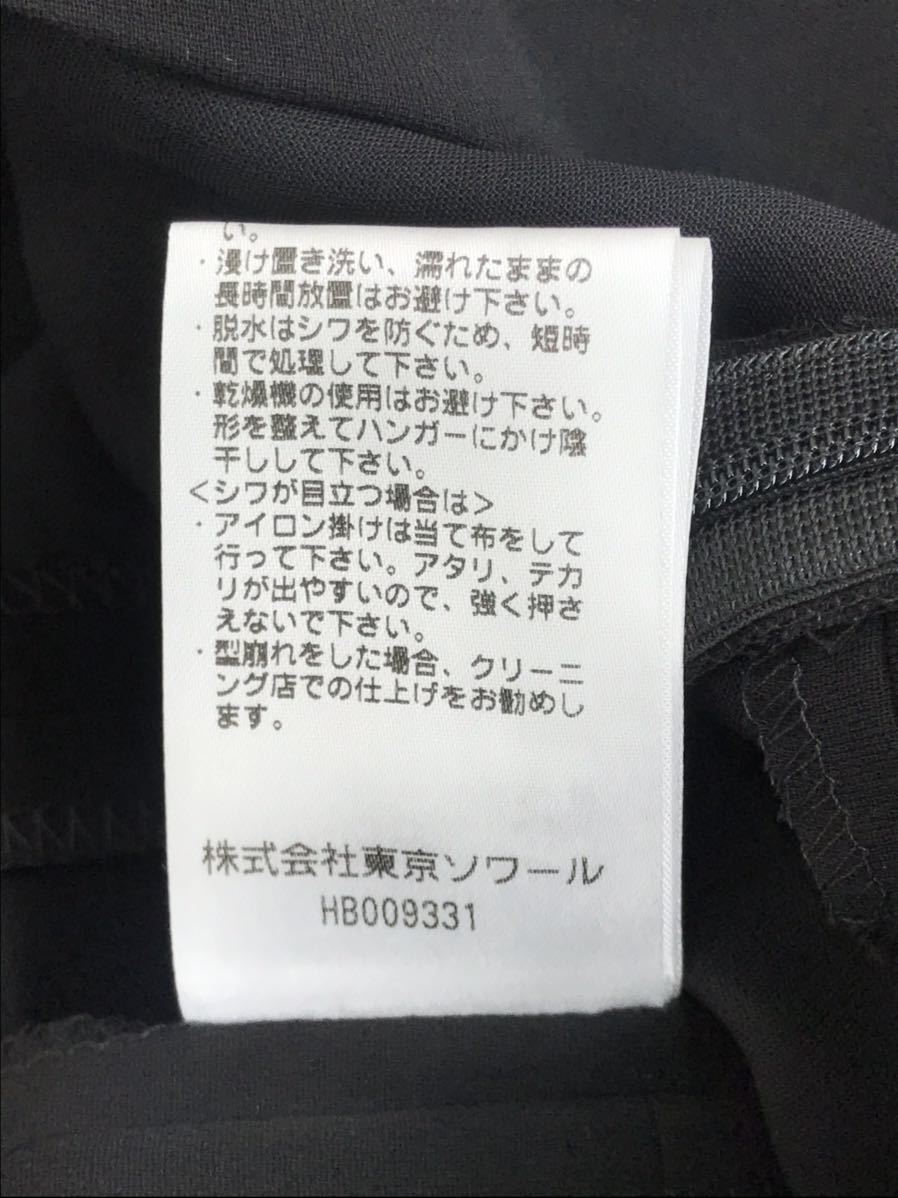 い。
・浸け置き洗い、濡れたままの
長時間放置はお避け下さい。
・脱水はシワを防ぐため、短時
間で処理して下さい。
・乾燥機の使用はお避け下さい。
形を整えてハンガーにかけ陰
干しして下さい。
<シワが目立つ場合は>
・アイロン掛けは当て布をして
行って下さい。アタリ、テカ
リが出やすいので、強く押さ
えないで下さい。
・型崩れをした場合、クリーニ
ング店での仕上げをお勧めし
ます。
株式会社東京ソワール
HB009331